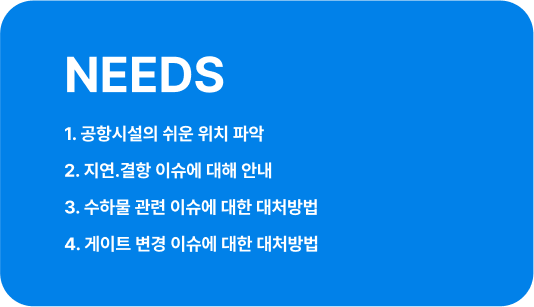 NEEDS
1. 공항시설의 쉬운 위치 파악
2. 지연.결항 이슈에 대해 안내
3. 수하물 관련 이슈에 대한 대처방법
4. 게이트 변경 이슈에 대한 대처방법